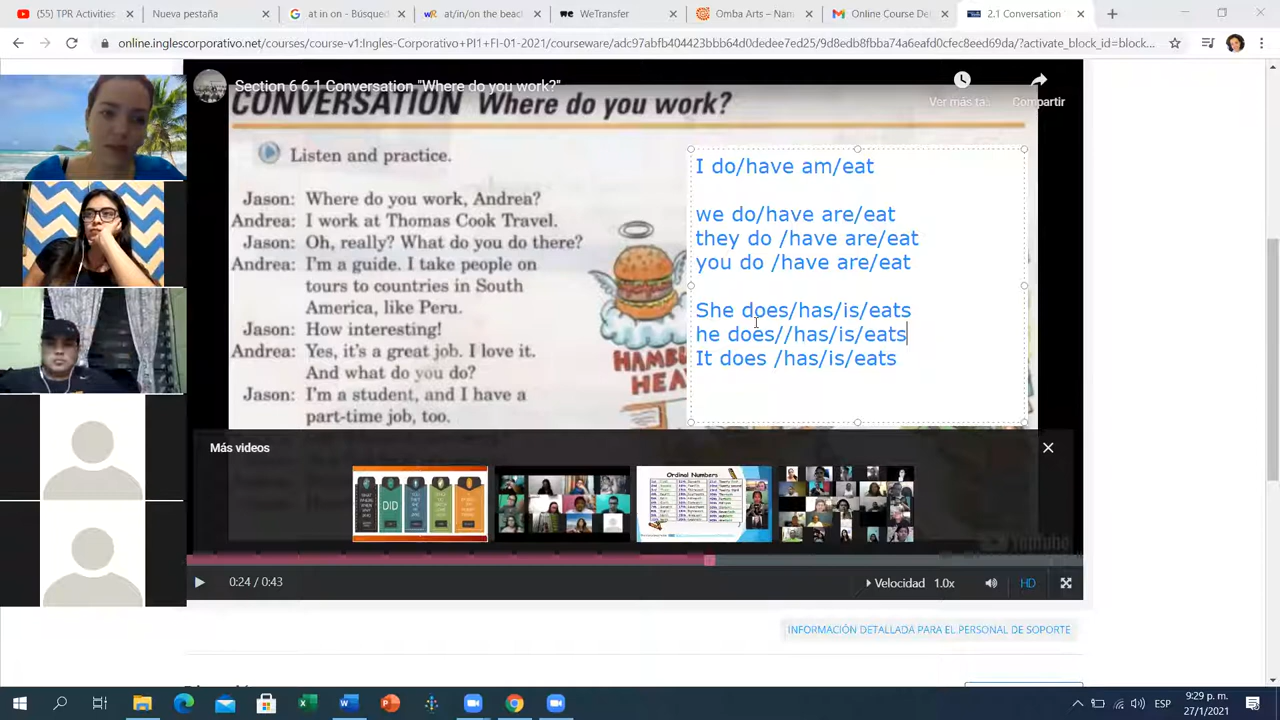 (55) TPR Activities
Nueva pestaña
at in on - Búsqued
at/in/on the beach
WeTransfer
Omba Arts – Nan
Online Course De
2.1 Conversation
online.inglescorporativo.net/courses/course-v1:Ingles-Corporativo+PI1+FI-01-2021/courseware/adc97abfb404423bbb64d0dedee7ed25/9d8edb8fbba74a6eafd0cfec8eed69da/?activate_block_id=block...
Section 6 6.1 Conversation "Where do you work?"
Ver más ta...
Compartir
CONVERSATION Where do you work?
Listen and practice.
Jason: Where do you work, Andrea?
Andrea: I work at Thomas Cook Travel.
Jason: Oh, really? What do you do there?
Andrea: I'm a guide. I take people on
tours to countries in South
America, like Peru.
Jason: How interesting!
Andrea: Yes, it's a great job. I love it.
And what do you do?
Jason: I'm a student, and I have a
part-time job, too.
I do/have am/eat
we do/have are/eat
they do /have are/eat
you do /have are/eat
She does/has/is/eats
he does//has/is/eats
It does /has/is/eats
Más videos
DID
Ordinal Numbers
YouTube
0:24 / 0:43
Velocidad 1.0x
HD
INFORMACIÓN DETALLADA PARA EL PERSONAL DE SOPORTE
ESP
9:29 p. m.
27/1/2021